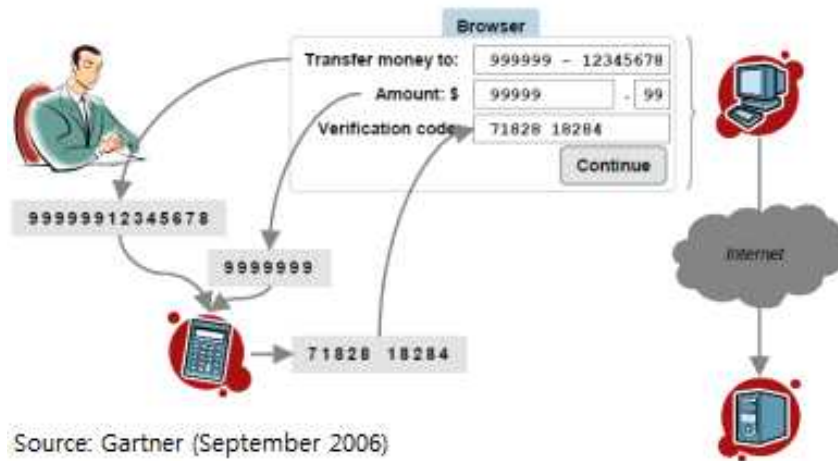 Browser
Transfer money to: 999999 - 12345678
Amount: $ 99999 . 99
Verification code: 71828 18284
Continue
99999912345678
9999999
71828 18284
Internet
Source: Gartner (September 2006)